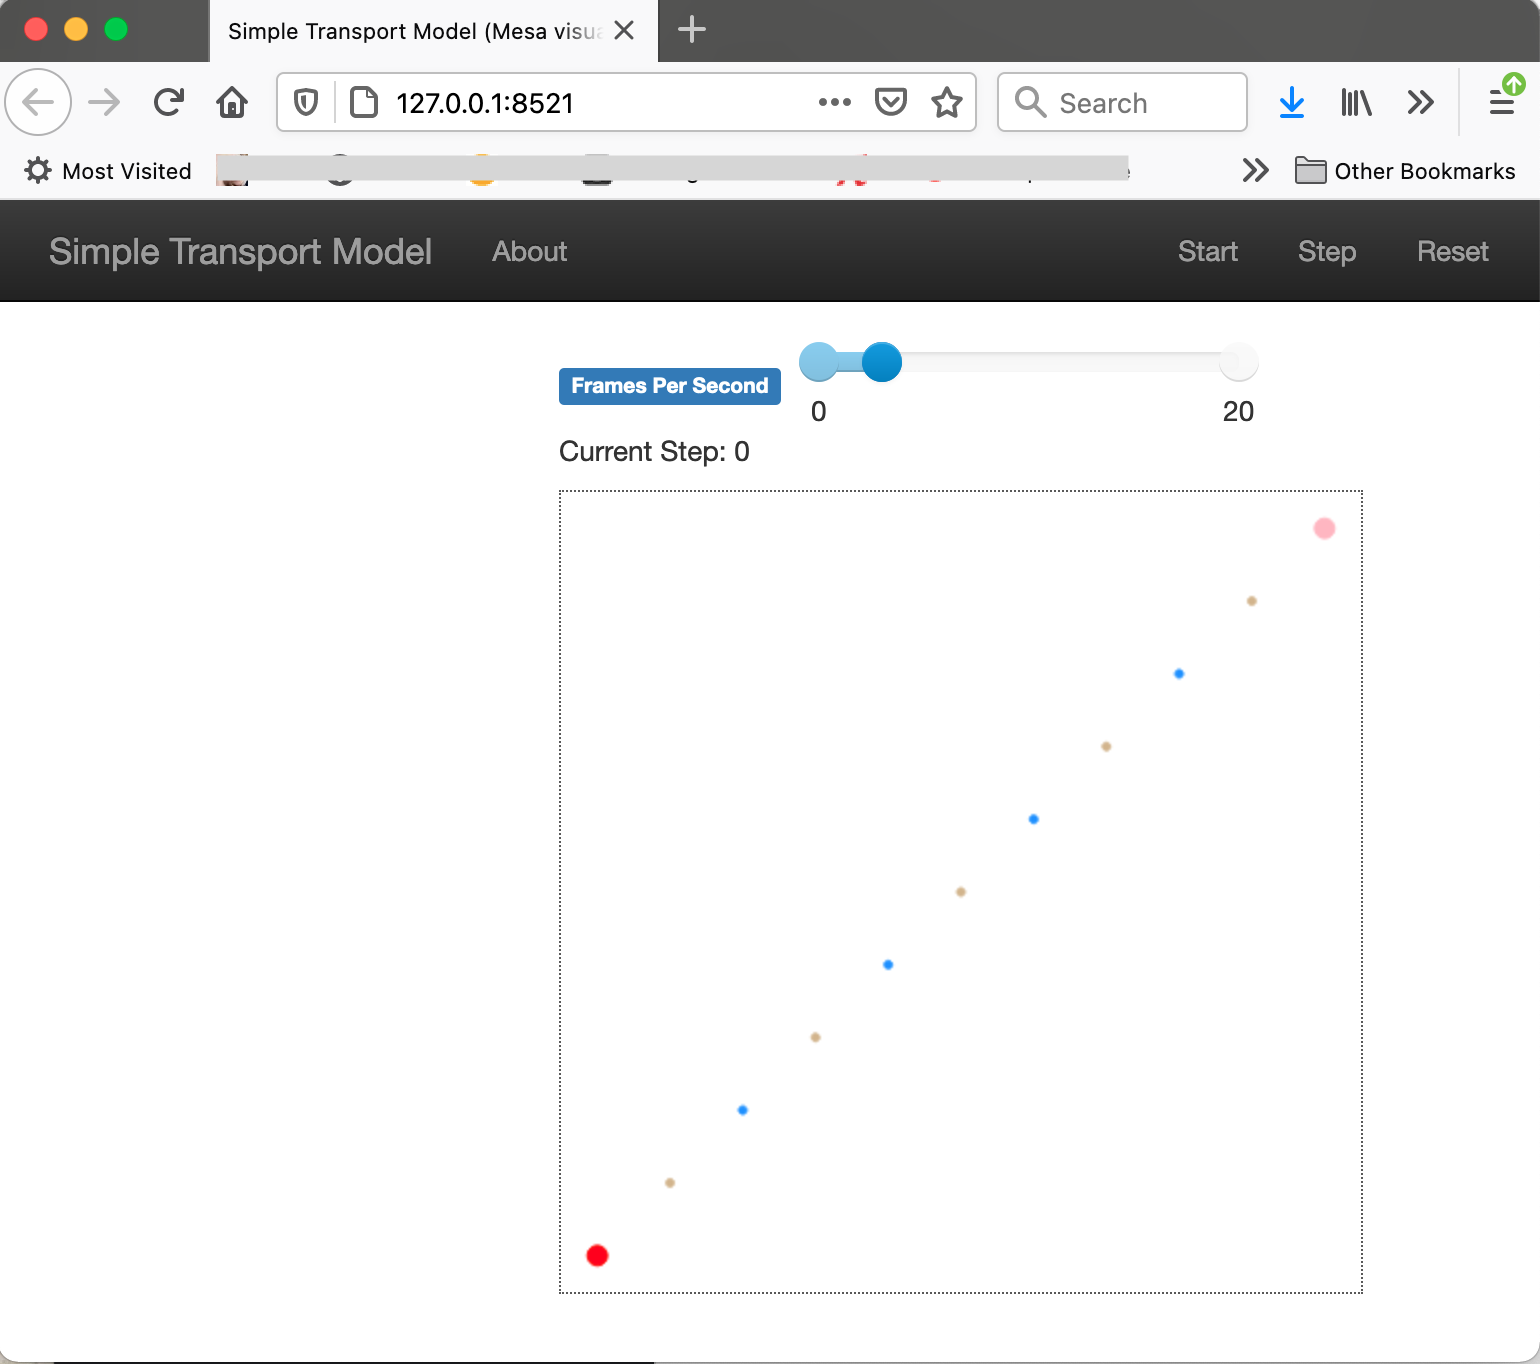 Simple Transport Model (Mesa visua
127.0.0.1:8521
Search
Most Visited
Other Bookmarks
Simple Transport Model About Start Step Reset
Frames Per Second
0 20
Current Step: 0